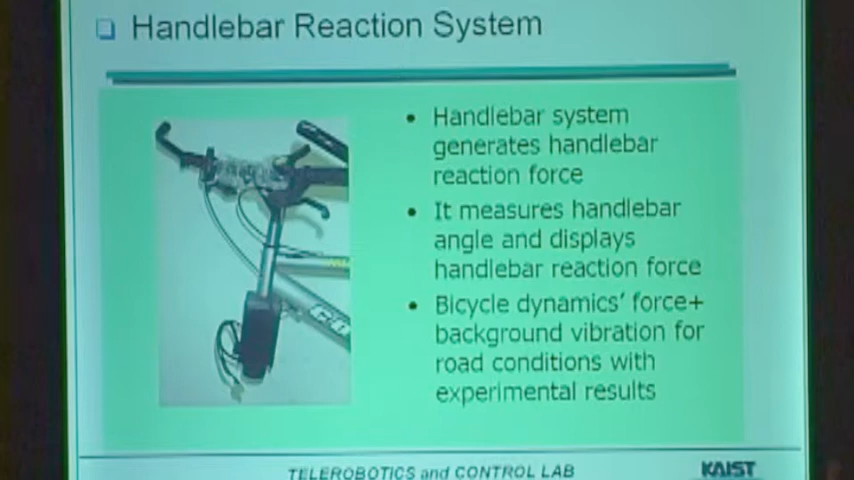 Handlebar Reaction System
• Handlebar system
generates handlebar
reaction force
• It measures handlebar
angle and displays
handlebar reaction force
• Bicycle dynamics' force+
background vibration for
road conditions with
experimental results
TELEROBOTICS and CONTROL LAB
KAIST